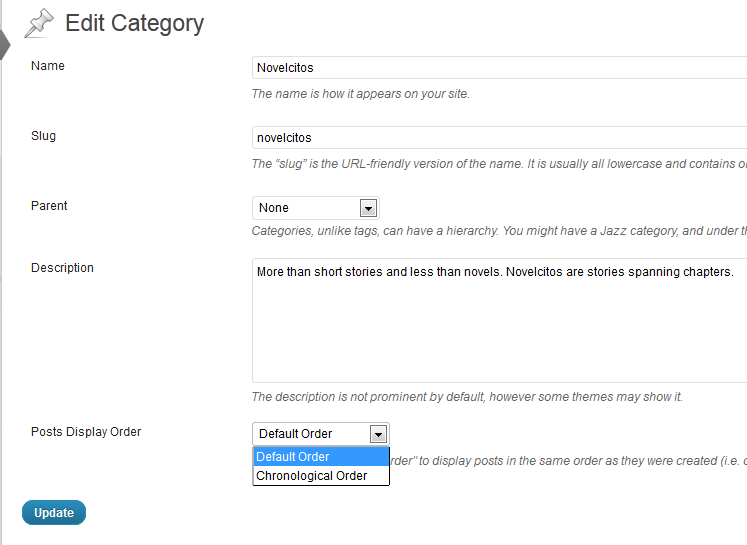 Edit Category
Name
Novelcitos
The name is how it appears on your site.
Slug
novelcitos
The “slug” is the URL-friendly version of the name. It is usually all lowercase and contains
Parent
None
Categories, unlike tags, can have a hierarchy. You might have a Jazz category, and under
Description
More than short stories and less than novels. Novelcitos are stories spanning chapters.
The description is not prominent by default, however some themes may show it.
Posts Display Order
Default Order
Default Order
rder" to display posts in the same order as they were created (i.e.
Chronological Order
Update